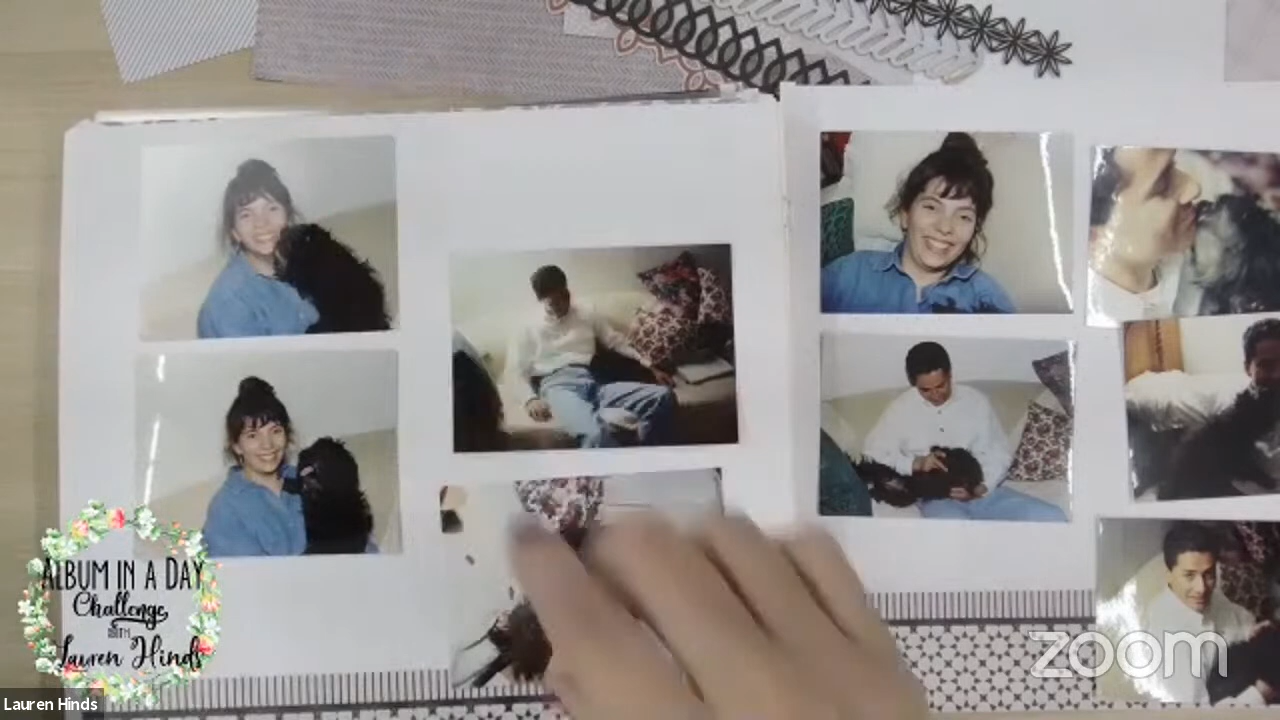 ALBUM IN A DAY
Challenge
WITH
Lauren Hinds
Lauren Hinds
zoom